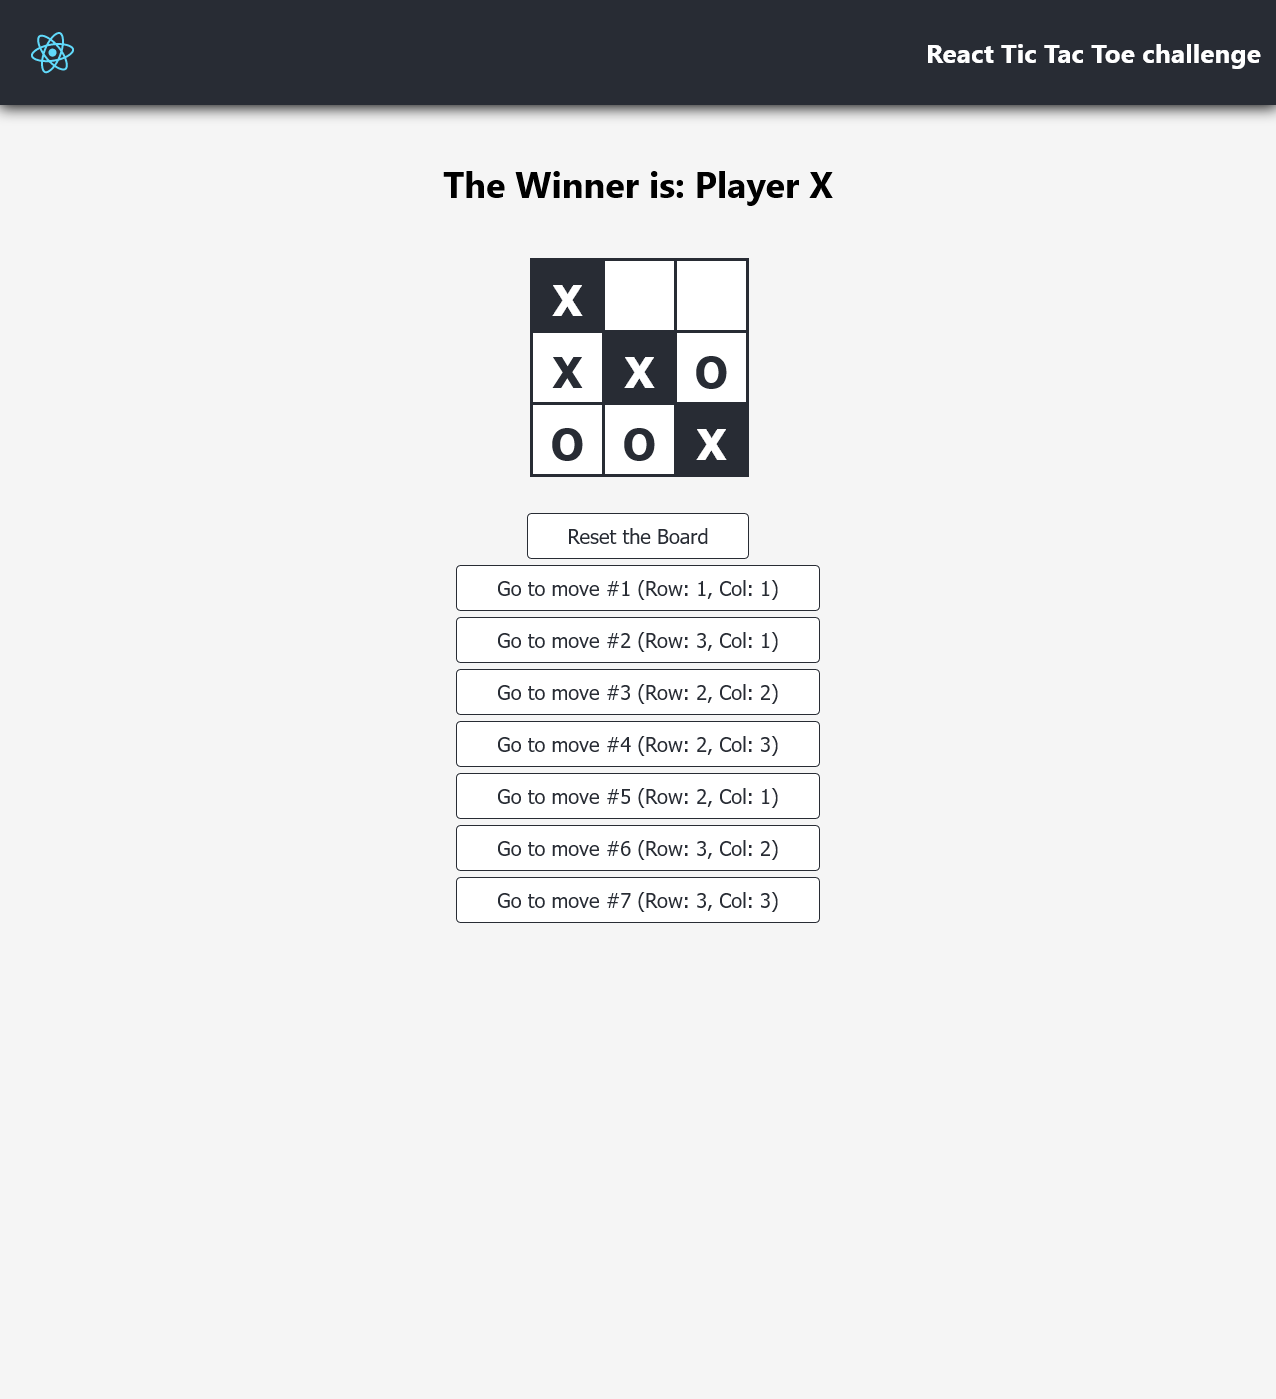 React Tic Tac Toe challenge
The Winner is: Player X
X
X X O
O O X
Reset the Board
Go to move #1 (Row: 1, Col: 1)
Go to move #2 (Row: 3, Col: 1)
Go to move #3 (Row: 2, Col: 2)
Go to move #4 (Row: 2, Col: 3)
Go to move #5 (Row: 2, Col: 1)
Go to move #6 (Row: 3, Col: 2)
Go to move #7 (Row: 3, Col: 3)